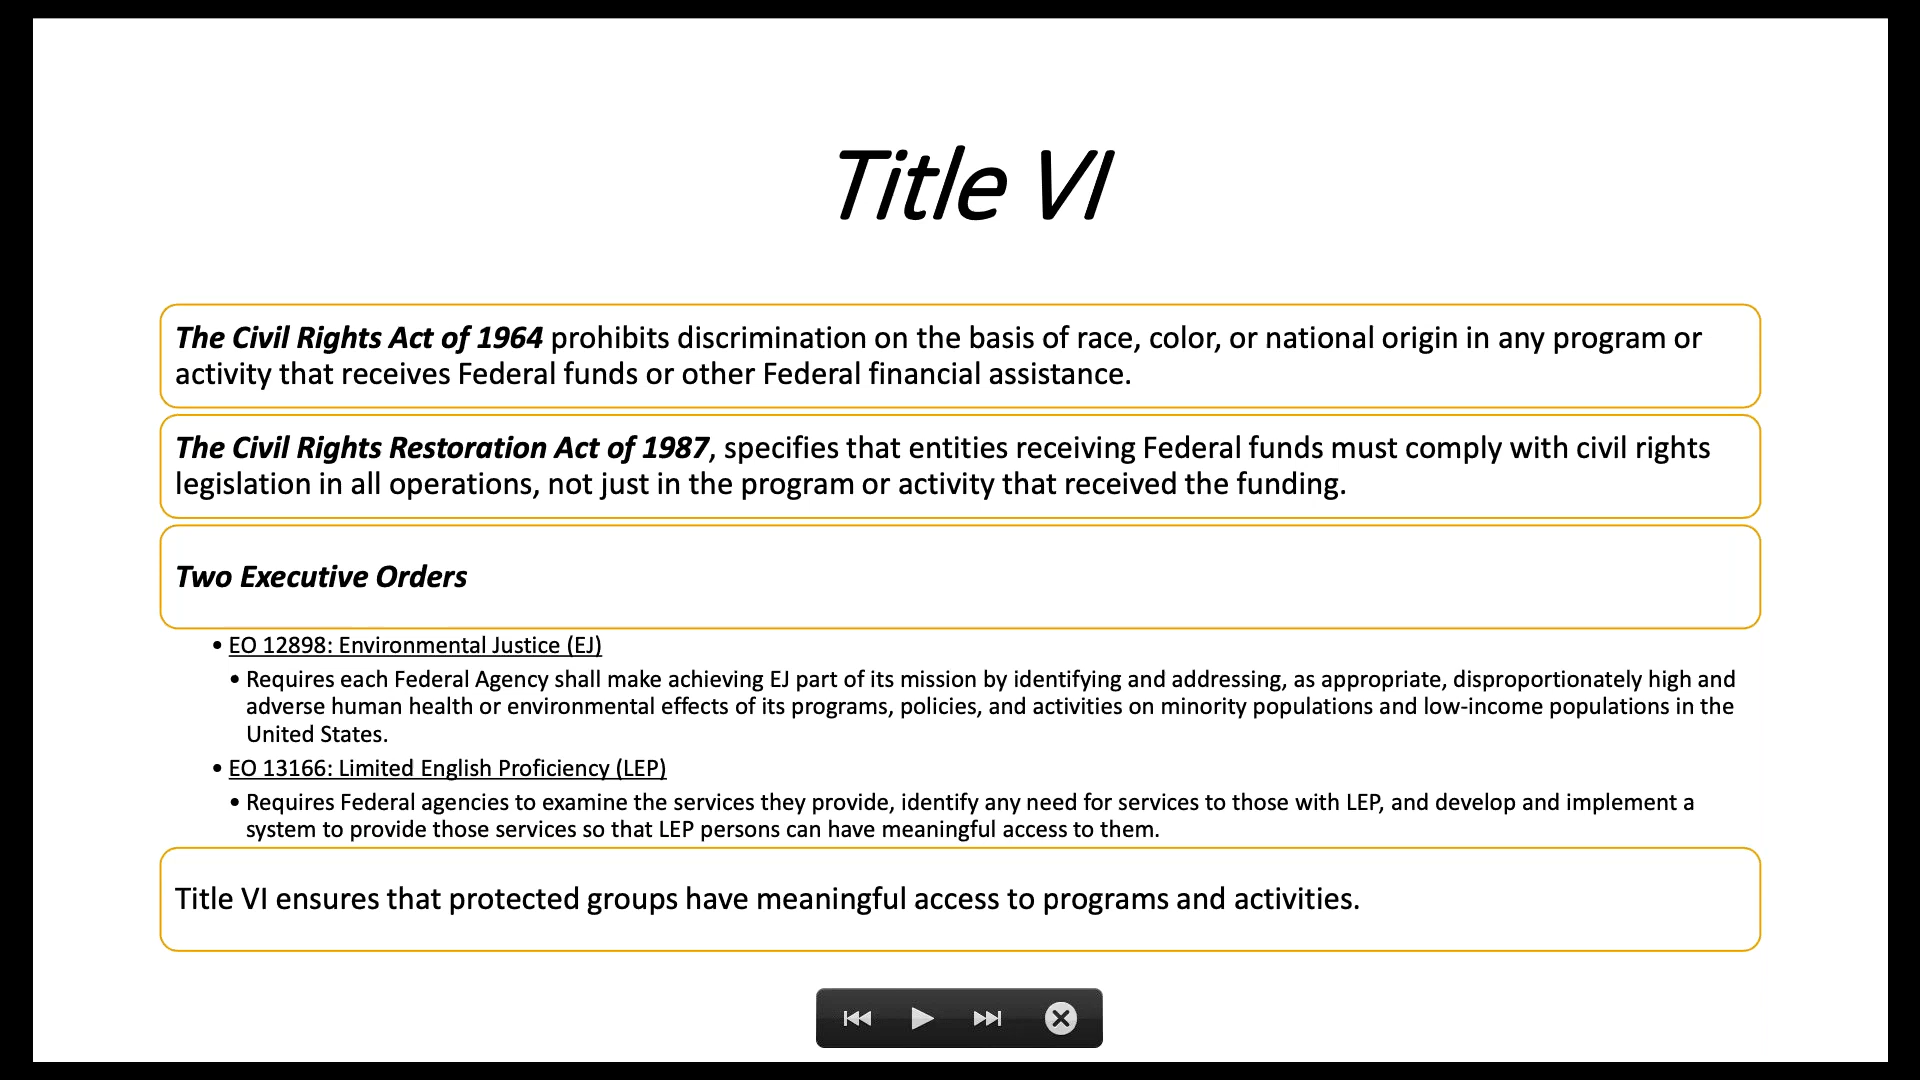 Title VI
The Civil Rights Act of 1964 prohibits discrimination on the basis of race, color, or national origin in any program or
activity that receives Federal funds or other Federal financial assistance.
The Civil Rights Restoration Act of 1987, specifies that entities receiving Federal funds must comply with civil rights
legislation in all operations, not just in the program or activity that received the funding.
Two Executive Orders
• EO 12898: Environmental Justice (EJ)
• Requires each Federal Agency shall make achieving EJ part of its mission by identifying and addressing, as appropriate, disproportionately high and
adverse human health or environmental effects of its programs, policies, and activities on minority populations and low-income populations in the
United States.
• EO 13166: Limited English Proficiency (LEP)
• Requires Federal agencies to examine the services they provide, identify any need for services to those with LEP, and develop and implement a
system to provide those services so that LEP persons can have meaningful access to them.
Title VI ensures that protected groups have meaningful access to programs and activities.